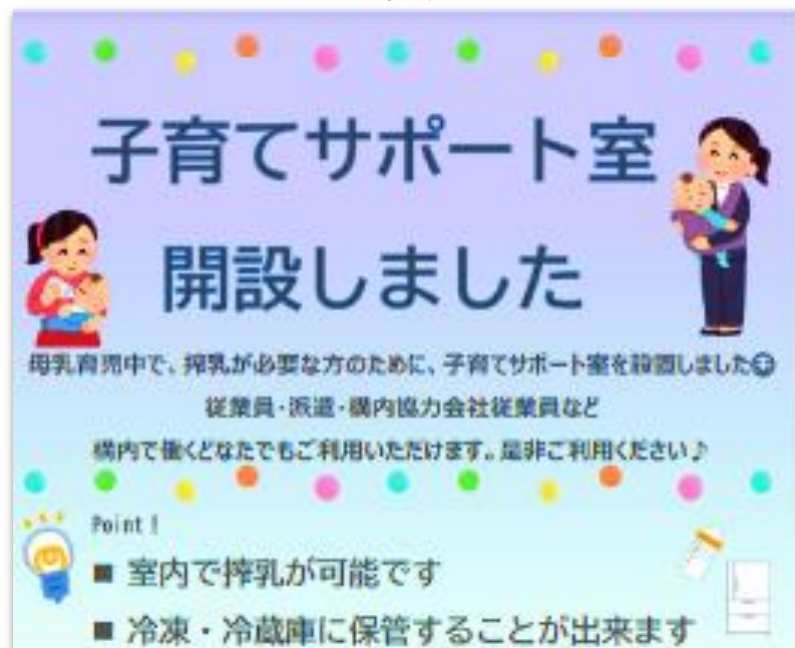 子育てサポート室
開設しました
母乳育児中で、搾乳が必要な方のために、子育てサポート室を設置しました😊
従業員・派遣・構内協力会社従業員など
構内で働くどなたでもご利用いただけます。是非ご利用ください♪
Point!
■ 室内で搾乳が可能です
■ 冷凍・冷蔵庫に保管することが出来ます